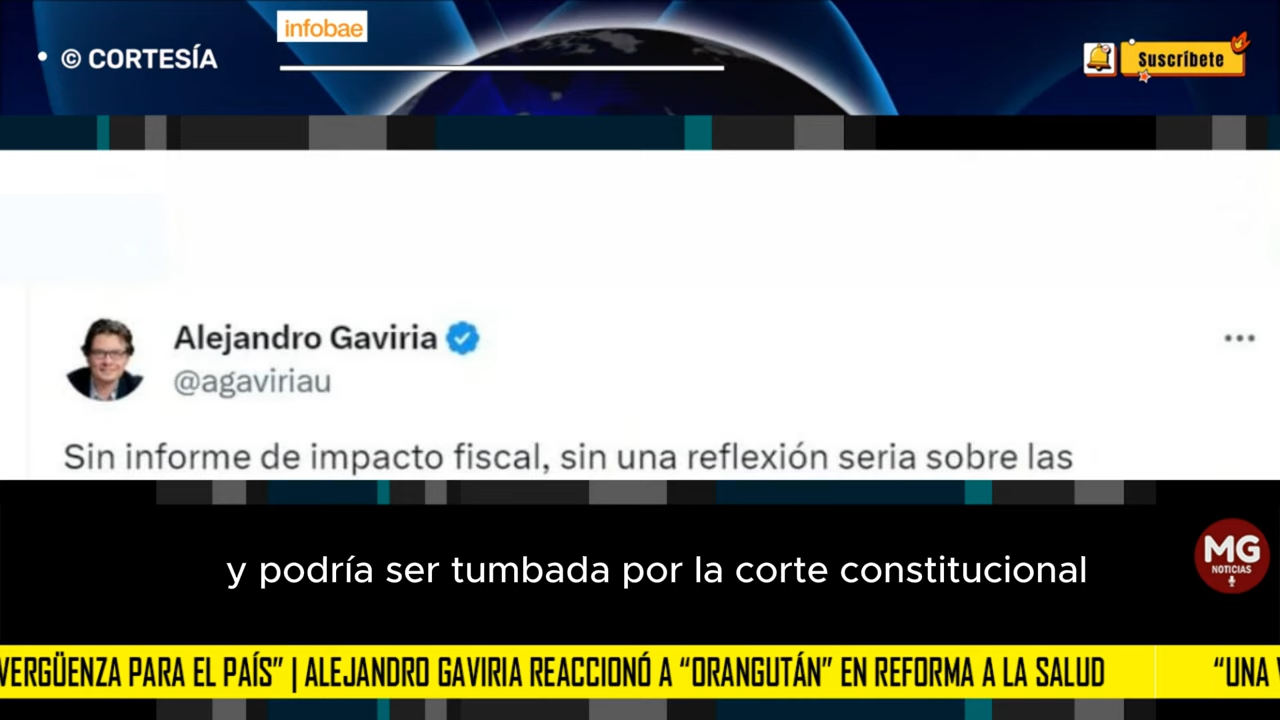 infobae
• © CORTESÍA
Suscríbete
Alejandro Gaviria
@agaviriau
Sin informe de impacto fiscal, sin una reflexión seria sobre las
y podría ser tumbada por la corte constitucional
MG
NOTICIAS
VERGÜENZA PARA EL PAÍS” | ALEJANDRO GAVIRIA REACCIONÓ A “ORANGUTÁN” EN REFORMA A LA SALUD “UNA